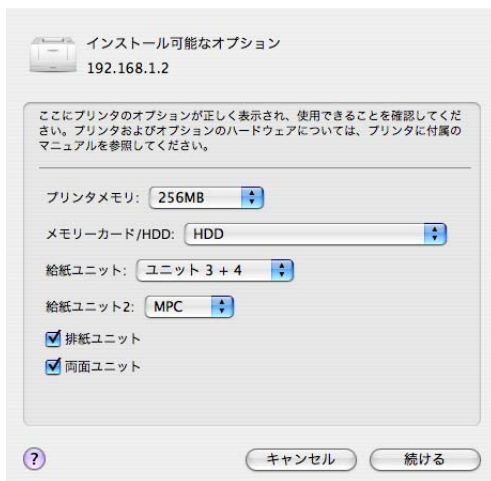 インストール可能なオプション
192.168.1.2
ここにプリンタのオプションが正しく表示され、使用できることを確認してくだ
さい。プリンタおよびオプションのハードウェアについては、プリンタに付属の
マニュアルを参照してください。
プリンタメモリ: 256MB
メモリーカード/HDD: HDD
給紙ユニット: ユニット 3 + 4
給紙ユニット2: MPC
排紙ユニット
両面ユニット
? キャンセル 続ける